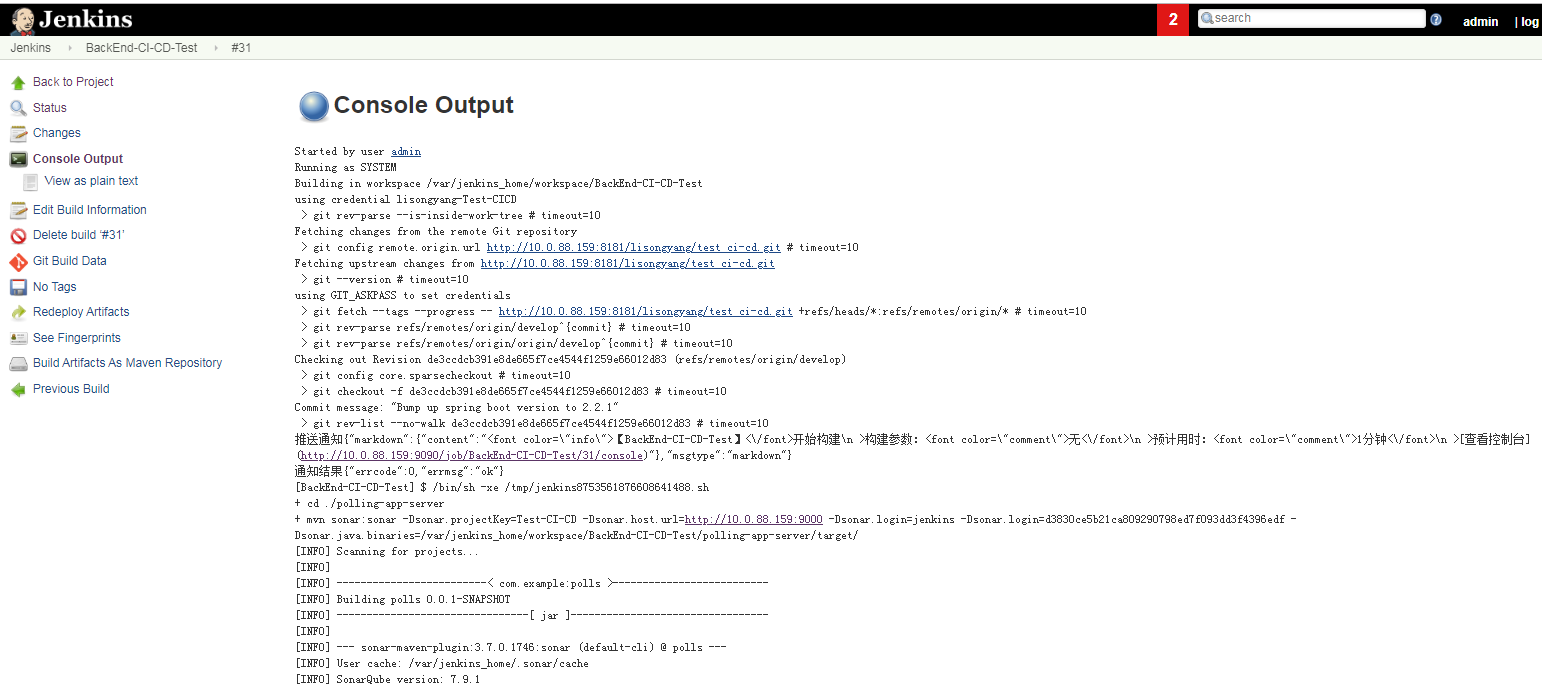 Jenkins
2
search
admin
| log
Jenkins
BackEnd-CI-CD-Test
#31
Back to Project
Status
Changes
Console Output
View as plain text
Edit Build Information
Delete build ‘#31’
Git Build Data
No Tags
Redeploy Artifacts
See Fingerprints
Build Artifacts As Maven Repository
Previous Build
Console Output
Started by user admin
Running as SYSTEM
Building in workspace /var/jenkins_home/workspace/BackEnd-CI-CD-Test
using credential lisongyang-Test-CICD
> git rev-parse --is-inside-work-tree # timeout=10
Fetching changes from the remote Git repository
> git config remote.origin.url http://10.0.88.159:8181/lisongyang/test_ci-cd.git # timeout=10
Fetching upstream changes from http://10.0.88.159:8181/lisongyang/test_ci-cd.git
> git --version # timeout=10
using GIT_ASKPASS to set credentials
> git fetch --tags --progress -- http://10.0.88.159:8181/lisongyang/test_ci-cd.git +refs/heads/*:refs/remotes/origin/* # timeout=10
> git rev-parse refs/remotes/origin/develop^{commit} # timeout=10
> git rev-parse refs/remotes/origin/origin/develop^{commit} # timeout=10
Checking out Revision de3ccdcb391e8de665f7ce4544f1259e66012d83 (refs/remotes/origin/develop)
> git config core.sparsecheckout # timeout=10
> git checkout -f de3ccdcb391e8de665f7ce4544f1259e66012d83 # timeout=10
Commit message: "Bump up spring boot version to 2.2.1"
> git rev-list --no-walk de3ccdcb391e8de665f7ce4544f1259e66012d83 # timeout=10
推送通知{"markdown":{"content":"<font color=\"info\">【BackEnd-CI-CD-Test】<\/font>开始构建\n >构建参数：<font color=\"comment\">无<\/font>\n >预计用时：<font color=\"comment\">1分钟<\/font>\n >[查看控制台]
(http://10.0.88.159:9090/job/BackEnd-CI-CD-Test/31/console)"},"msgtype":"markdown"}
通知结果{"errcode":0,"errmsg":"ok"}
[BackEnd-CI-CD-Test] $ /bin/sh -xe /tmp/jenkins8753561876608641488.sh
+ cd ./polling-app-server
+ mvn sonar:sonar -Dsonar.projectKey=Test-CI-CD -Dsonar.host.url=http://10.0.88.159:9000 -Dsonar.login=jenkins -Dsonar.login=d3830ce5b21ca809290798ed7f093dd3f4396edf -
Dsonar.java.binaries=/var/jenkins_home/workspace/BackEnd-CI-CD-Test/polling-app-server/target/
[INFO] Scanning for projects...
[INFO]
[INFO] -------------------------< com.example:polls >--------------------------
[INFO] Building polls 0.0.1-SNAPSHOT
[INFO] --------------------------------[ jar ]---------------------------------
[INFO]
[INFO] --- sonar-maven-plugin:3.7.0.1746:sonar (default-cli) @ polls ---
[INFO] User cache: /var/jenkins_home/.sonar/cache
[INFO] SonarQube version: 7.9.1